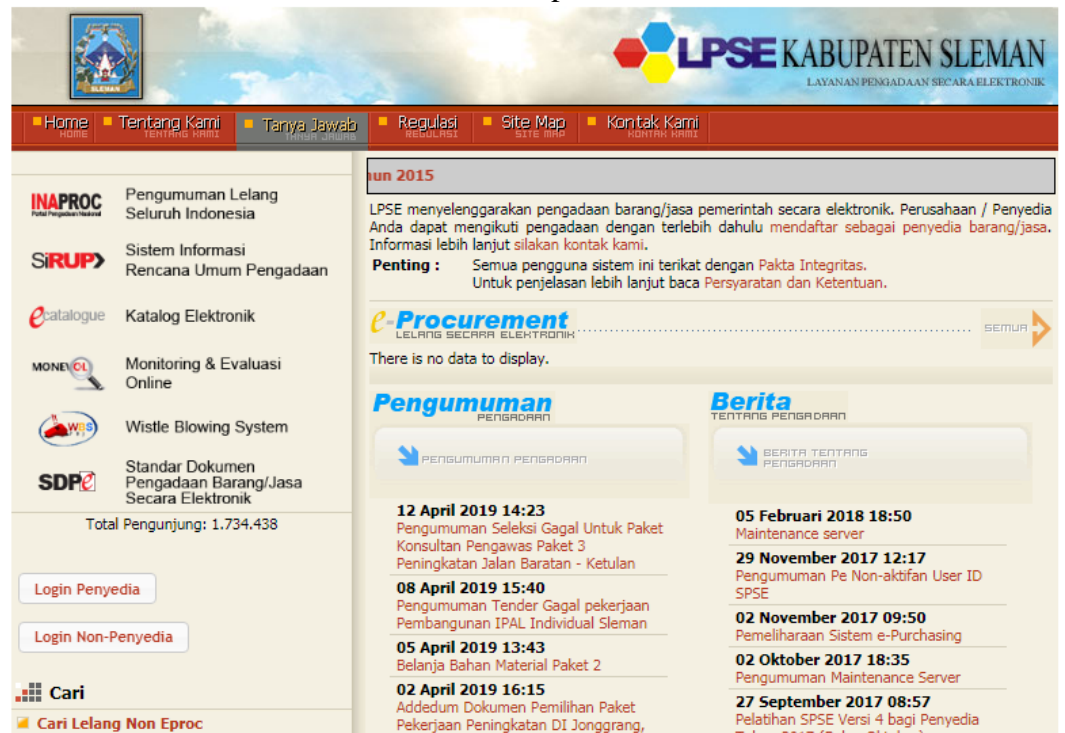 SLEMAN
LPSE KABUPATEN SLEMAN
LAYANAN PENGADAAN SECARA ELEKTRONIK
Home
HOME
Tentang Kami
TENTANG KAMI
Tanya Jawab
TANYA JAWAB
Regulasi
REGULASI
Site Map
SITE MAP
Kontak Kami
KONTAK KAMI
INAPROC
Portal Pengadaan Nasional
Pengumuman Lelang
Seluruh Indonesia
SiRUP
Sistem Informasi
Rencana Umum Pengadaan
ecatalogue
Katalog Elektronik
MONEV OL
Monitoring & Evaluasi
Online
WBS
Wistle Blowing System
SDPe
Standar Dokumen
Pengadaan Barang/Jasa
Secara Elektronik
Total Pengunjung: 1.734.438
Login Penyedia
Login Non-Penyedia
Cari
Cari Lelang Non Eproc
2015
LPSE menyelenggarakan pengadaan barang/jasa pemerintah secara elektronik. Perusahaan / Penyedia
Anda dapat mengikuti pengadaan dengan terlebih dahulu mendaftar sebagai penyedia barang/jasa.
Informasi lebih lanjut silakan kontak kami.
Penting : Semua pengguna sistem ini terikat dengan Pakta Integritas.
Untuk penjelasan lebih lanjut baca Persyaratan dan Ketentuan.
e-Procurement
LELANG SECARA ELEKTRONIK
SEMUA
There is no data to display.
Pengumuman
PENGADAAN
PENGUMUMAN PENGADAAN
12 April 2019 14:23
Pengumuman Seleksi Gagal Untuk Paket
Konsultan Pengawas Paket 3
Peningkatan Jalan Baratan - Ketulan
08 April 2019 15:40
Pengumuman Tender Gagal pekerjaan
Pembangunan IPAL Individual Sleman
05 April 2019 13:43
Belanja Bahan Material Paket 2
02 April 2019 16:15
Addedum Dokumen Pemilihan Paket
Pekerjaan Peningkatan DI Jonggrang,
Berita
TENTANG PENGADAAN
BERITA TENTANG
PENGADAAN
05 Februari 2018 18:50
Maintenance server
29 November 2017 12:17
Pengumuman Pe Non-aktifan User ID
SPSE
02 November 2017 09:50
Pemeliharaan Sistem e-Purchasing
02 Oktober 2017 18:35
Pengumuman Maintenance Server
27 September 2017 08:57
Pelatihan SPSE Versi 4 bagi Penyedia